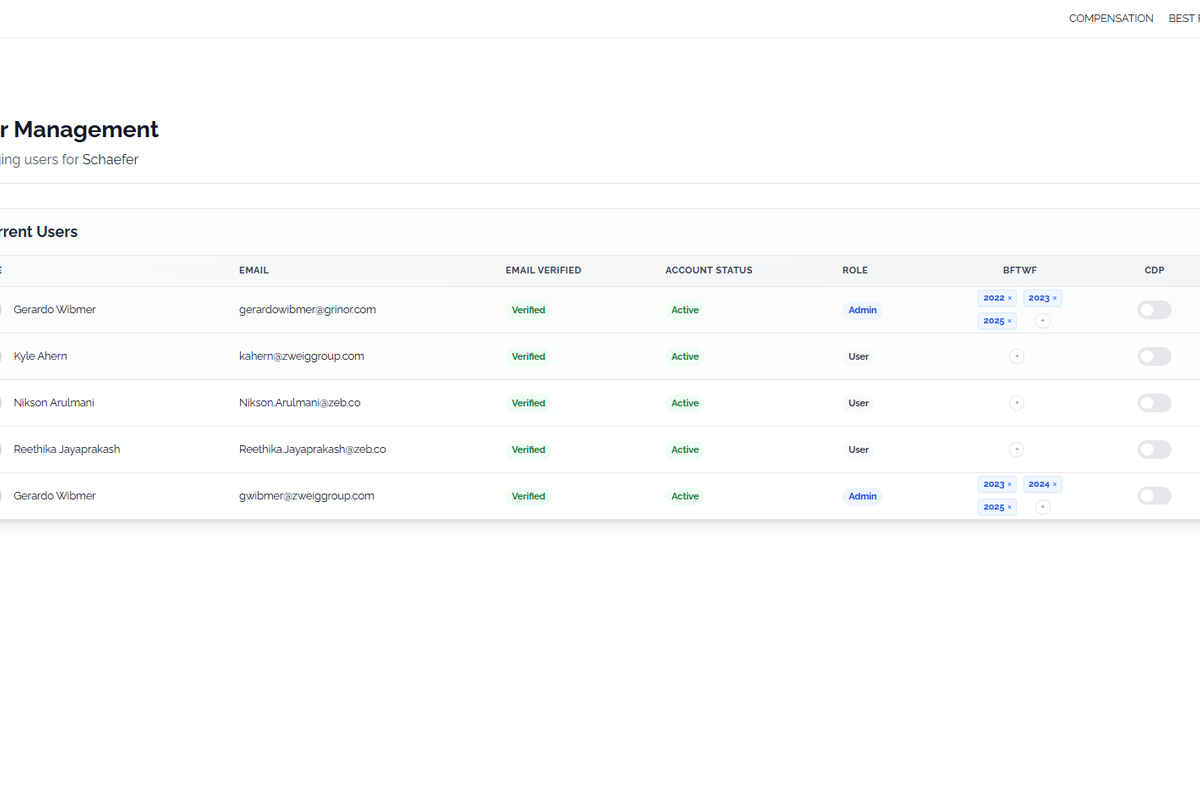 COMPENSATION BEST
r Management
ing users for Schaefer
rrent Users
EMAIL EMAIL VERIFIED ACCOUNT STATUS ROLE BFTWF CDP
Gerardo Wibmer gerardowibmer@grinor.com Verified Active Admin 2022 × 2023 ×
2025 × +
Kyle Ahern kahern@zweiggroup.com Verified Active User +
Nikson Arulmani Nikson.Arulmani@zeb.co Verified Active User +
Reethika Jayaprakash Reethika.Jayaprakash@zeb.co Verified Active User +
Gerardo Wibmer gwibmer@zweiggroup.com Verified Active Admin 2023 × 2024 ×
2025 × +